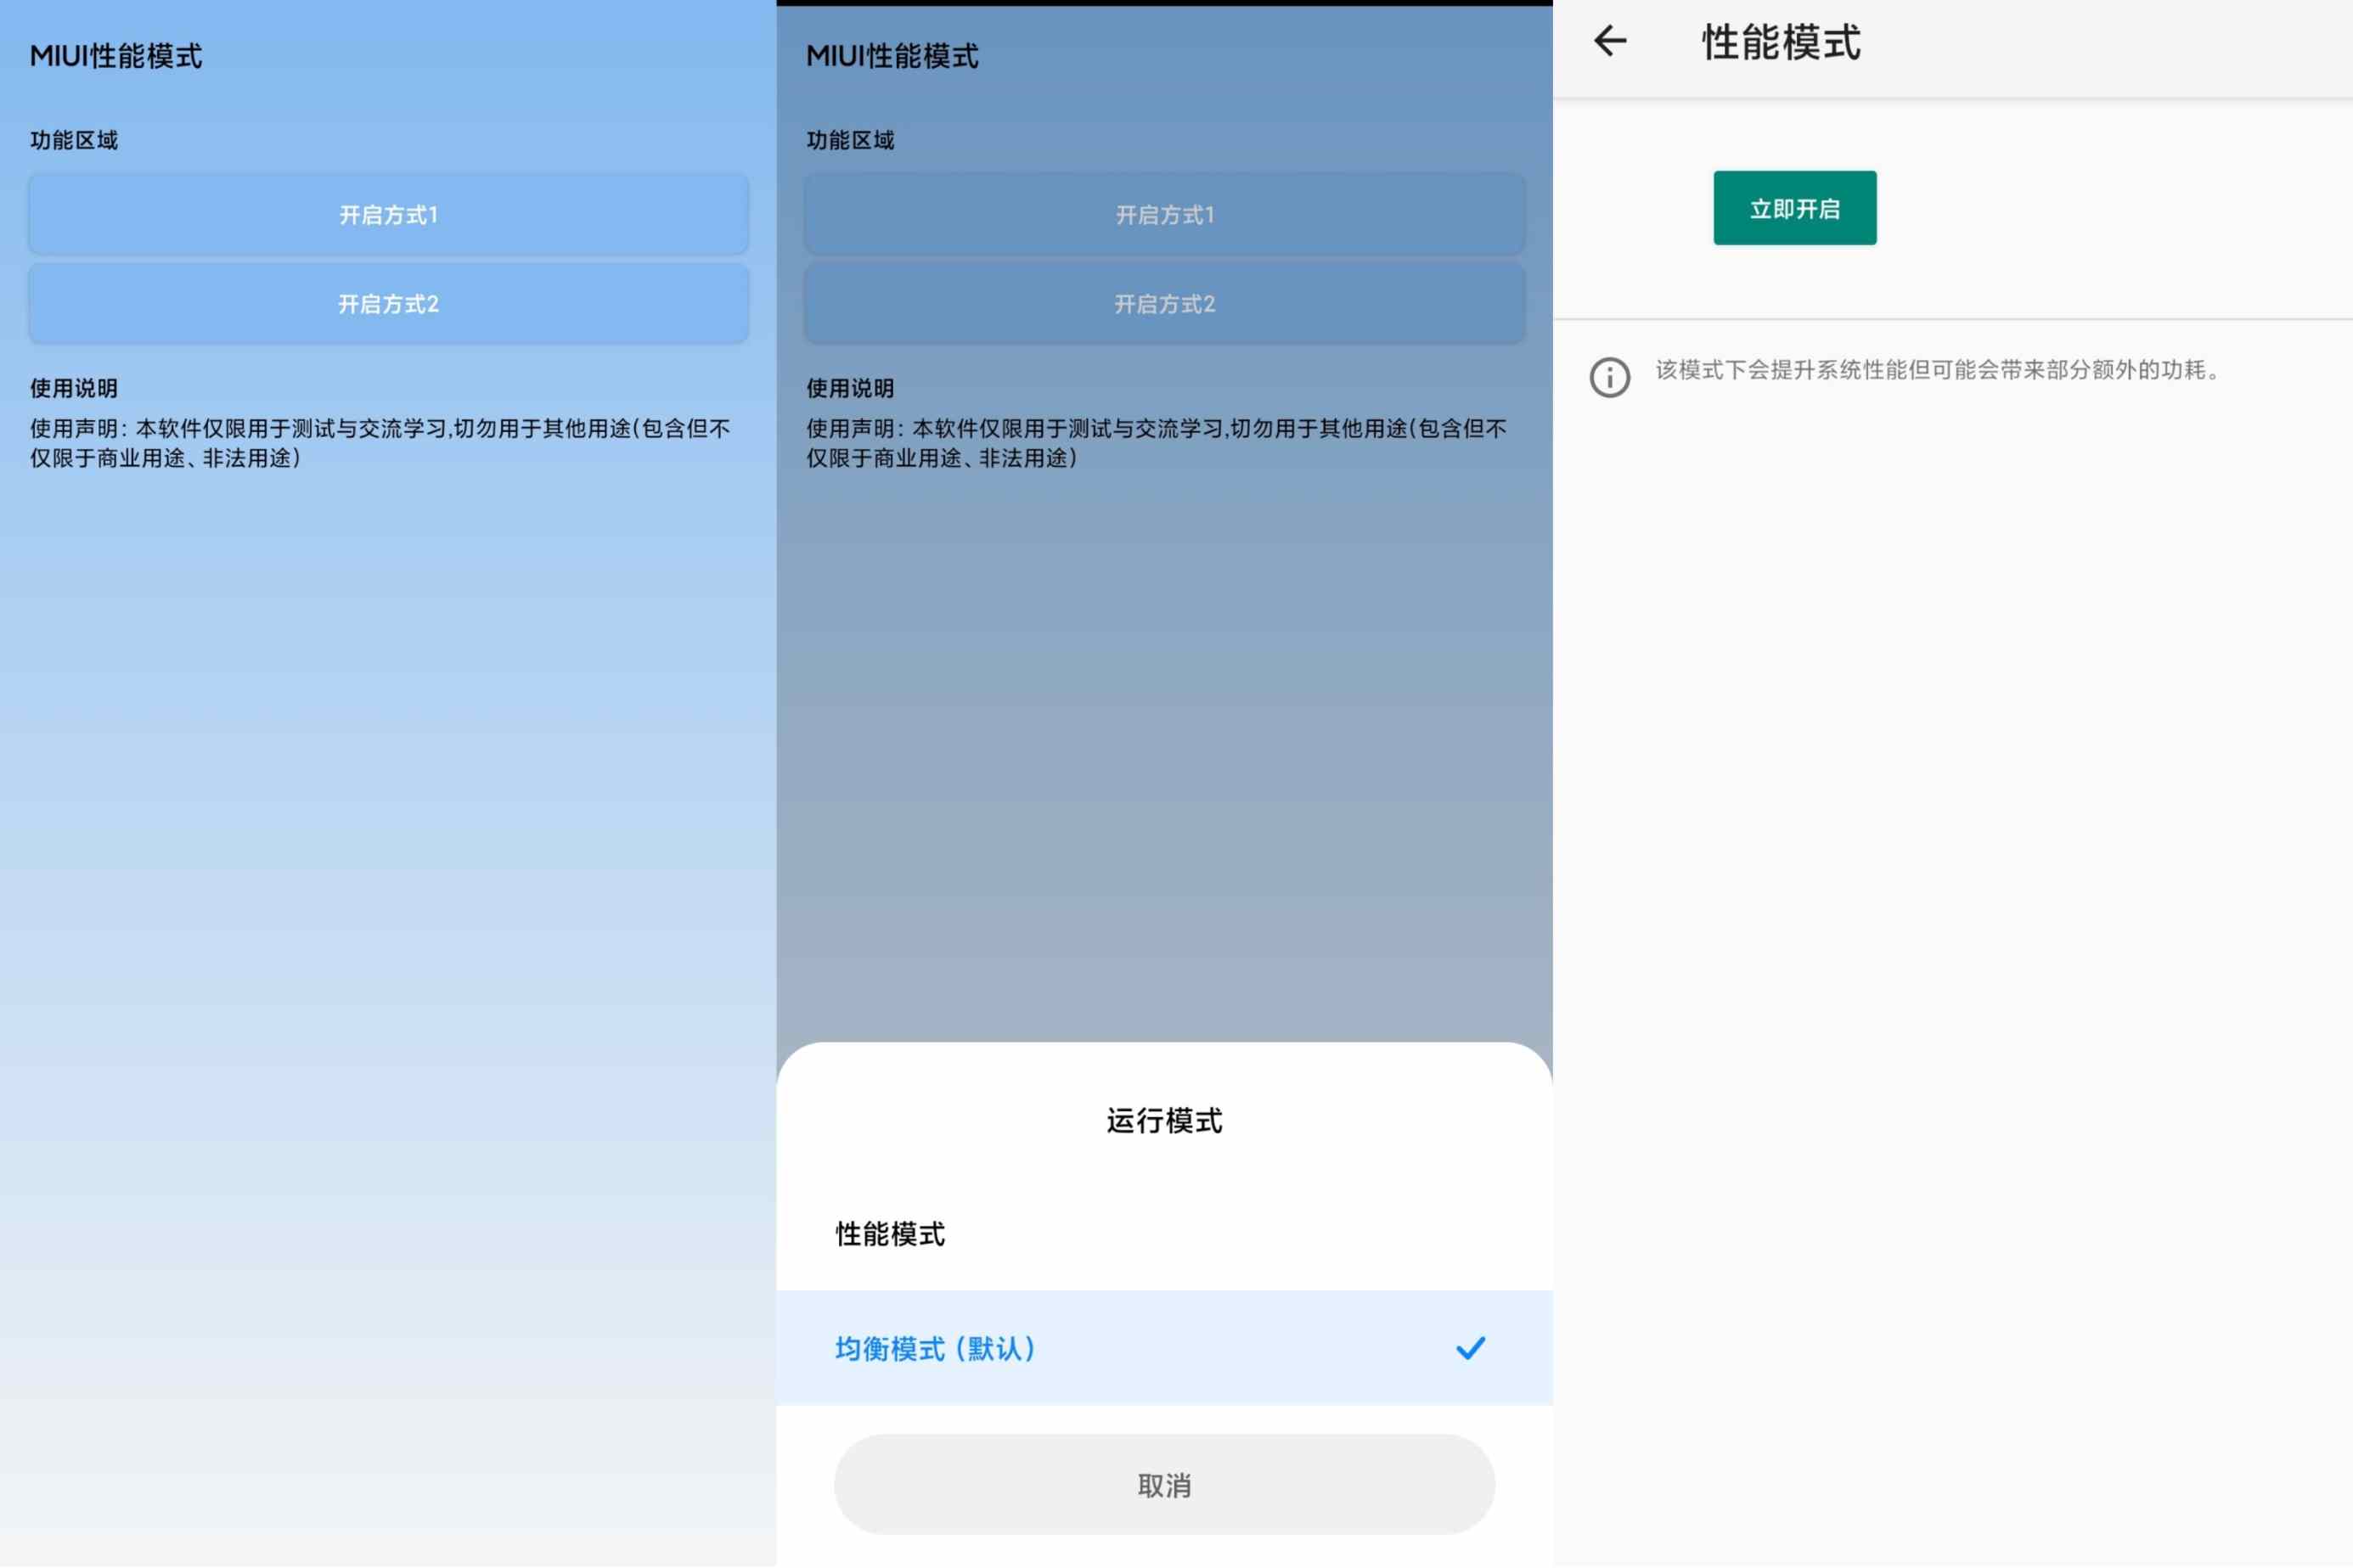 MIUI性能模式
功能区域
开启方式1
开启方式2
使用说明
使用声明：本软件仅限用于测试与交流学习,切勿用于其他用途(包含但不
仅限于商业用途、非法用途)
MIUI性能模式
功能区域
开启方式1
开启方式2
使用说明
使用声明：本软件仅限用于测试与交流学习,切勿用于其他用途(包含但不
仅限于商业用途、非法用途)
运行模式
性能模式
均衡模式（默认）
取消
性能模式
立即开启
该模式下会提升系统性能但可能会带来部分额外的功耗。